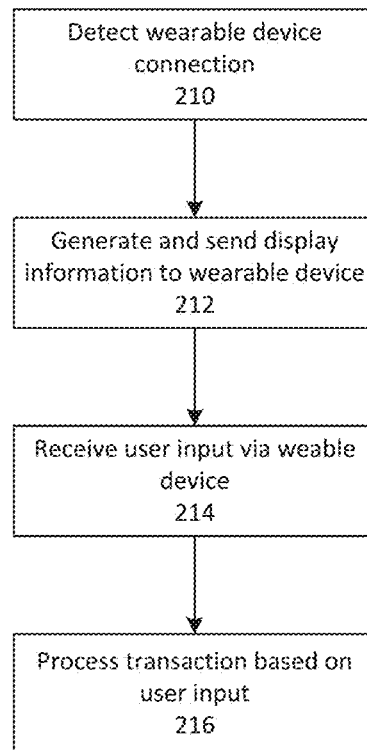 Detect wearable device
connection
210
Generate and send display
information to wearable device
212
Receive user input via weable
device
214
Process transaction based on
user input
216